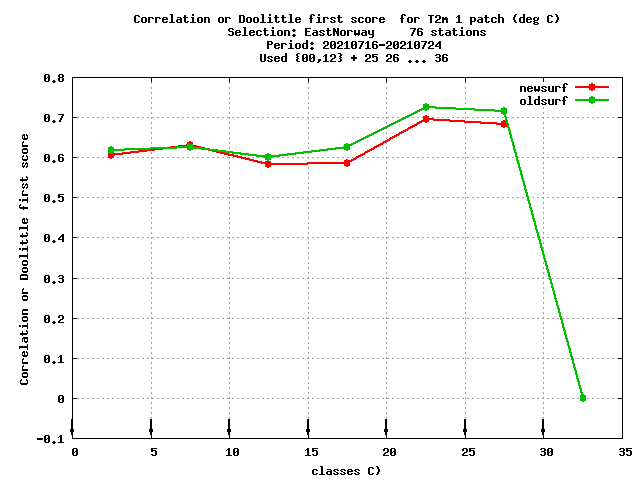 Correlation or Doolittle first score  for T2m 1 patch (deg C)
Selection: EastNorway     76 stations
Period: 20210716-20210724
Used {00,12} + 25 26 ... 36
newsurf
oldsurf
Correlation or Doolittle first score
0.8
0.7
0.6
0.5
0.4
0.3
0.2
0.1
0
-0.1
0 5 10 15 20 25 30 35
classes C)